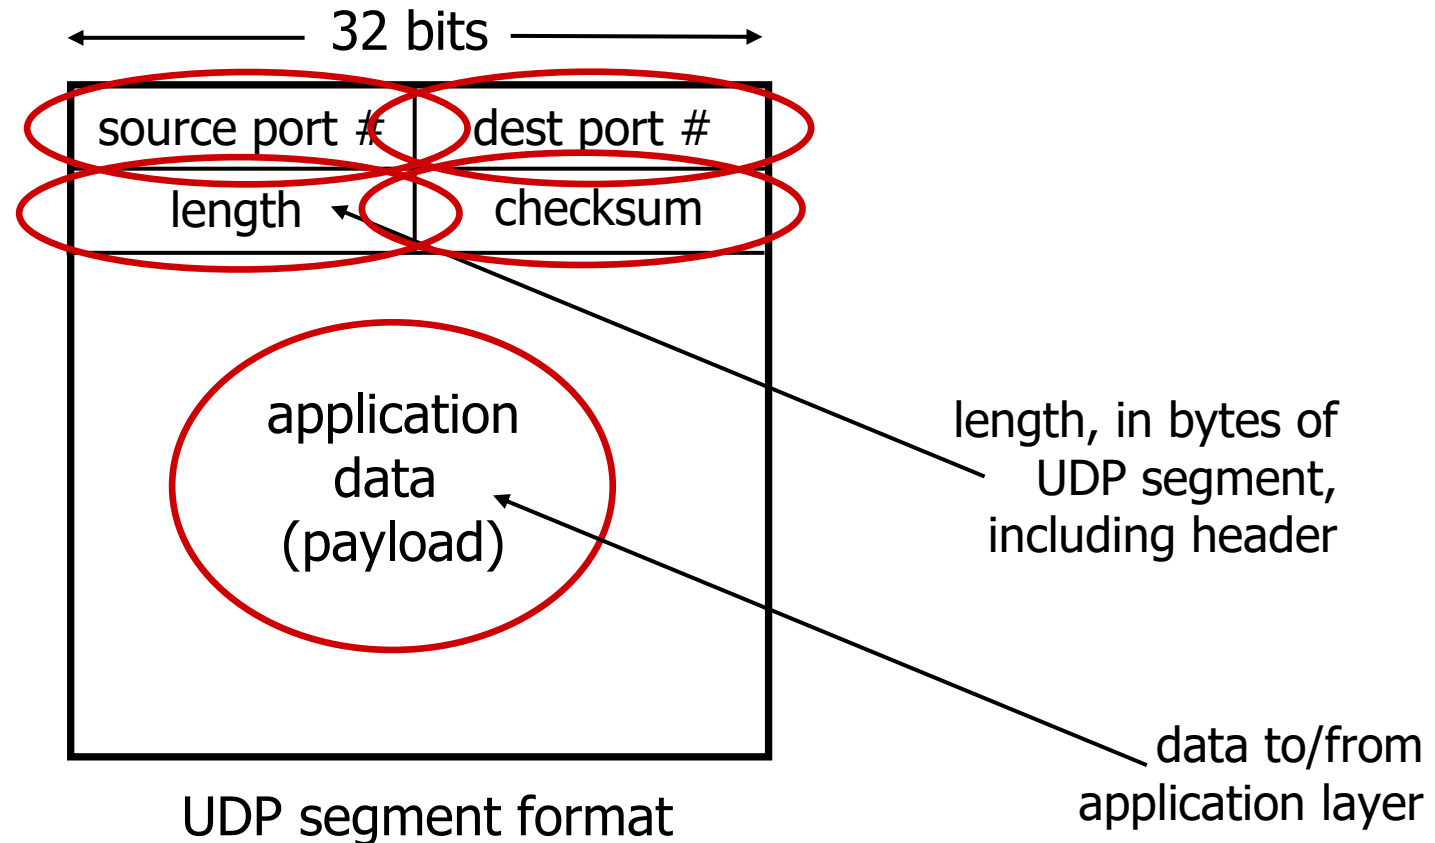 32 bits
source port # dest port #
length checksum
application
data
(payload)
length, in bytes of
UDP segment,
including header
data to/from
application layer
UDP segment format